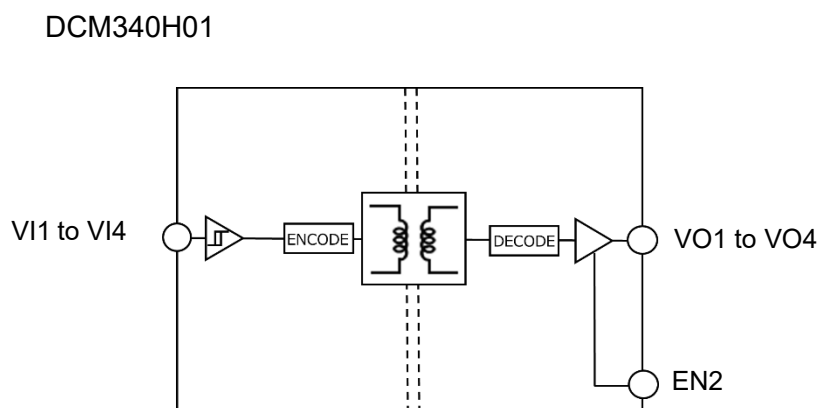 DCM340H01
VI1 to VI4
ENCODE
DECODE
VO1 to VO4
EN2